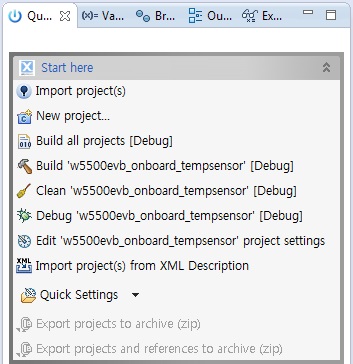 Qu... (x)= Va... Br... Ou... Ex...
Start here
Import project(s)
New project...
Build all projects [Debug]
Build 'w5500evb_onboard_tempsensor' [Debug]
Clean 'w5500evb_onboard_tempsensor' [Debug]
Debug 'w5500evb_onboard_tempsensor' [Debug]
Edit 'w5500evb_onboard_tempsensor' project settings
Import project(s) from XML Description
Quick Settings
Export projects to archive (zip)
Export projects and references to archive (zip)